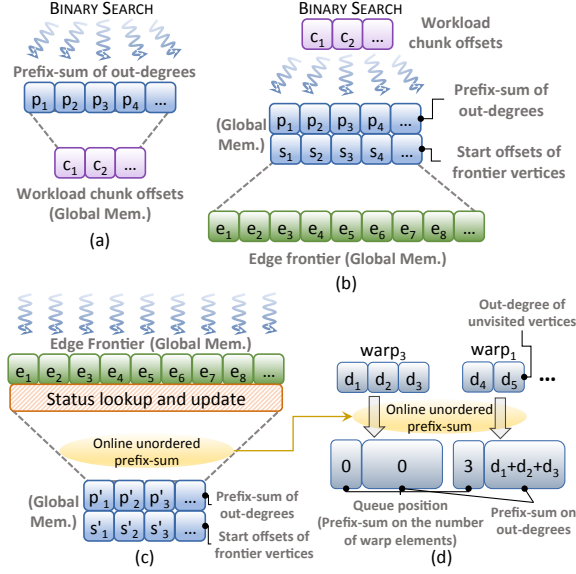 BINARY SEARCH
Prefix-sum of out-degrees
p1 p2 p3 p4 ...
c1 c2 ...
Workload chunk offsets
(Global Mem.)
(a)
BINARY SEARCH
c1 c2 ...
Workload
chunk offsets
(Global
Mem.)
p1 p2 p3 p4 ...
s1 s2 s3 s4 ...
Prefix-sum of
out-degrees
Start offsets of
frontier vertices
e1 e2 e3 e4 e5 e6 e7 e8 ...
Edge frontier (Global Mem.)
(b)
Edge Frontier (Global Mem.)
e1 e2 e3 e4 e5 e6 e7 e8 ...
Status lookup and update
Online unordered
prefix-sum
(Global
Mem.)
p'1 p'2 p'3 ...
s'1 s'2 s'3 ...
Prefix-sum of
out-degrees
Start offsets of
frontier vertices
(c)
Out-degree of
unvisited vertices
warp3
warp1
d1 d2 d3
d4 d5
...
Online unordered
prefix-sum
0 0
3 d1+d2+d3
Queue position
(Prefix-sum on the number
of warp elements)
Prefix-sum on
out-degrees
(d)